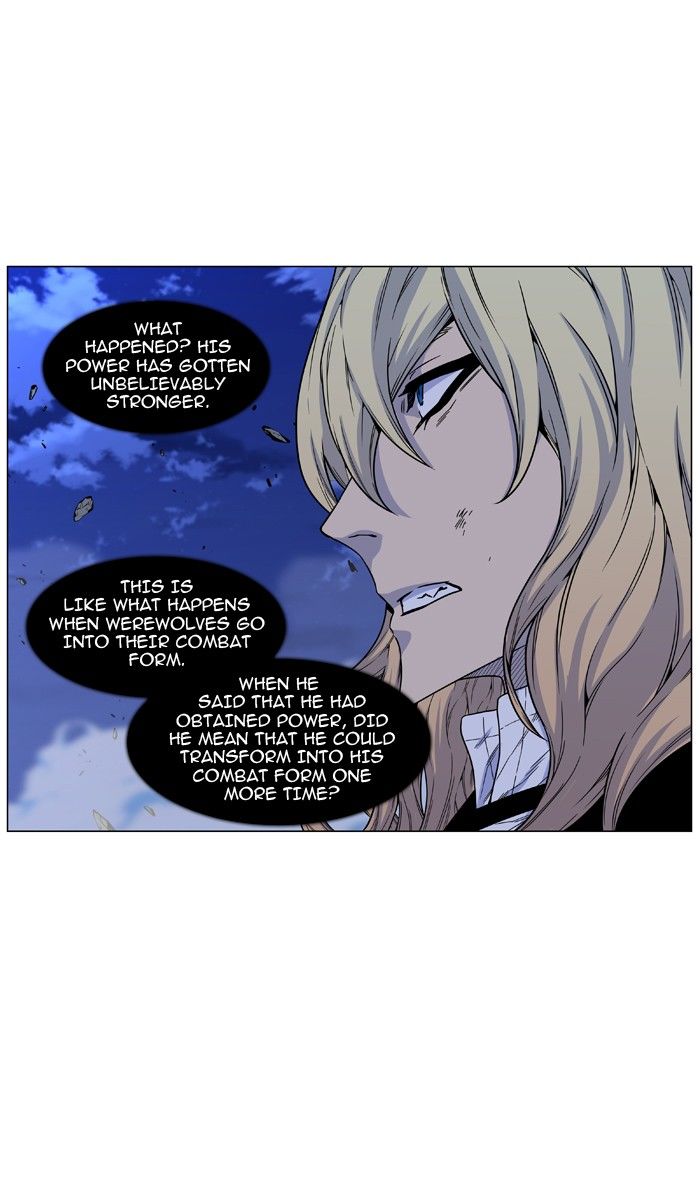 WHAT
HAPPENED? HIS
POWER HAS GOTTEN
UNBELIEVABLY
STRONGER.
THIS IS
LIKE WHAT HAPPENS
WHEN WEREWOLVES GO
INTO THEIR COMBAT
FORM.
WHEN HE
SAID THAT HE HAD
OBTAINED POWER, DID
HE MEAN THAT HE COULD
TRANSFORM INTO HIS
COMBAT FORM ONE
MORE TIME?